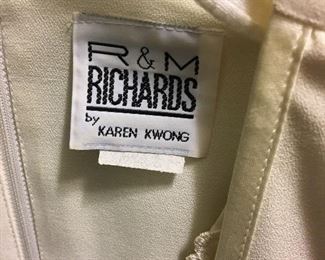 R & M
RICHARDS
by
KAREN KWONG